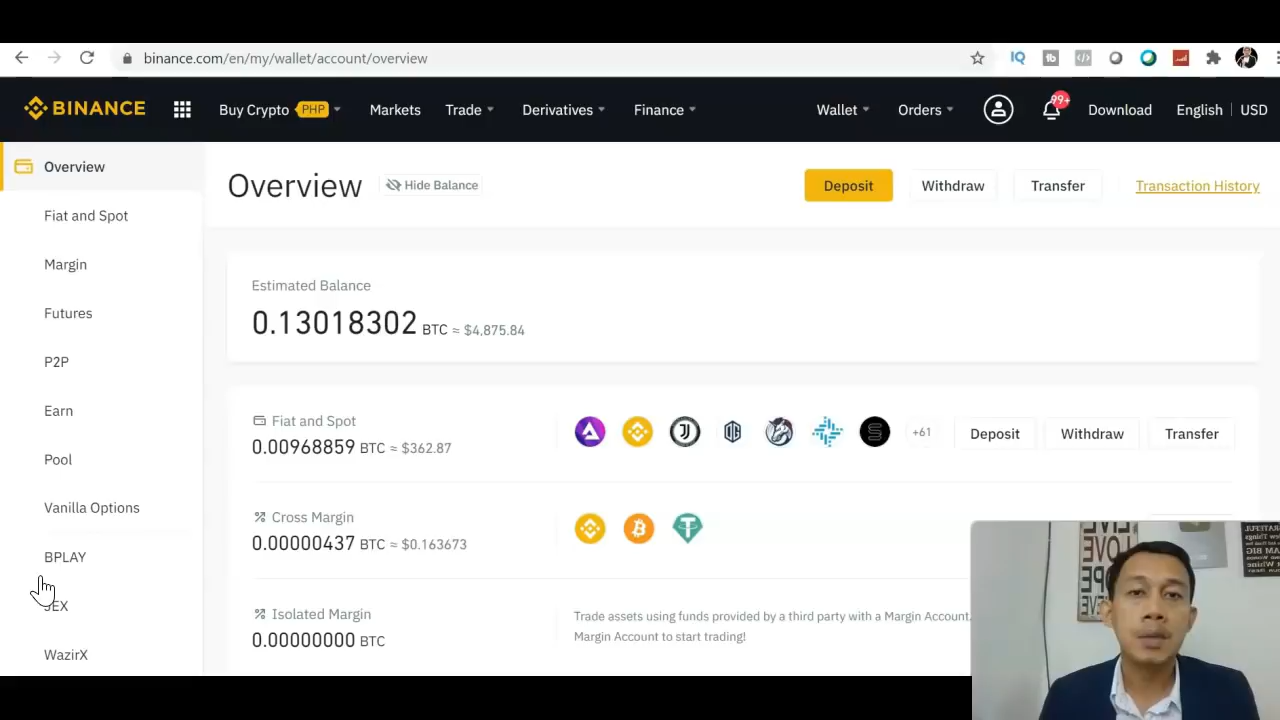 binance.com/en/my/wallet/account/overview
BINANCE Buy Crypto PHP Markets Trade Derivatives Finance Wallet Orders 99+ Download English USD
Overview
Fiat and Spot
Margin
Futures
P2P
Earn
Pool
Vanilla Options
BPLAY
JEX
WazirX
Overview Hide Balance Deposit Withdraw Transfer Transaction History
Estimated Balance
0.13018302 BTC ≈ $4,875.84
Fiat and Spot
0.00968859 BTC ≈ $362.87
+61 Deposit Withdraw Transfer
Cross Margin
0.00000437 BTC ≈ $0.163673
Isolated Margin
0.00000000 BTC
Trade assets using funds provided by a third party with a Margin Account.
Margin Account to start trading!